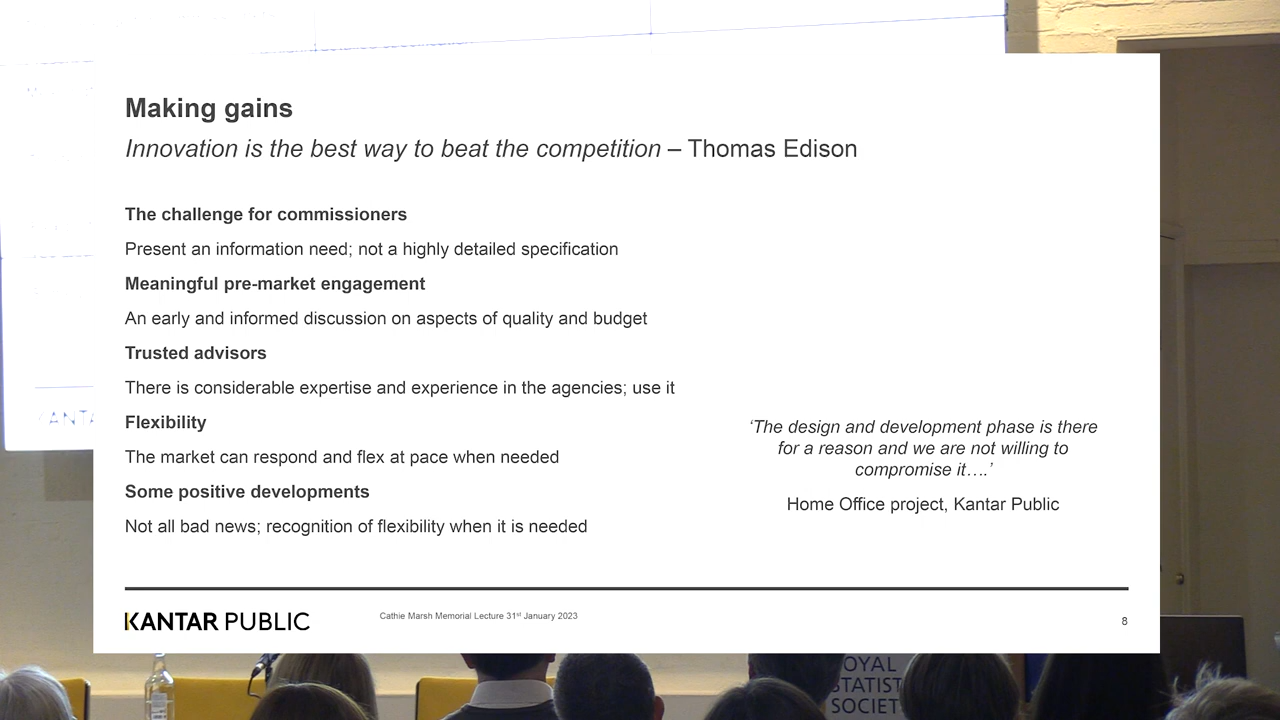 Making gains
Innovation is the best way to beat the competition – Thomas Edison
The challenge for commissioners
Present an information need; not a highly detailed specification
Meaningful pre-market engagement
An early and informed discussion on aspects of quality and budget
Trusted advisors
There is considerable expertise and experience in the agencies; use it
Flexibility
The market can respond and flex at pace when needed
Some positive developments
Not all bad news; recognition of flexibility when it is needed
‘The design and development phase is there
for a reason and we are not willing to
compromise it….’
Home Office project, Kantar Public
KANTAR PUBLIC
Cathie Marsh Memorial Lecture 31st January 2023
8
KANTA
OYAL
STATIST
SOCIET